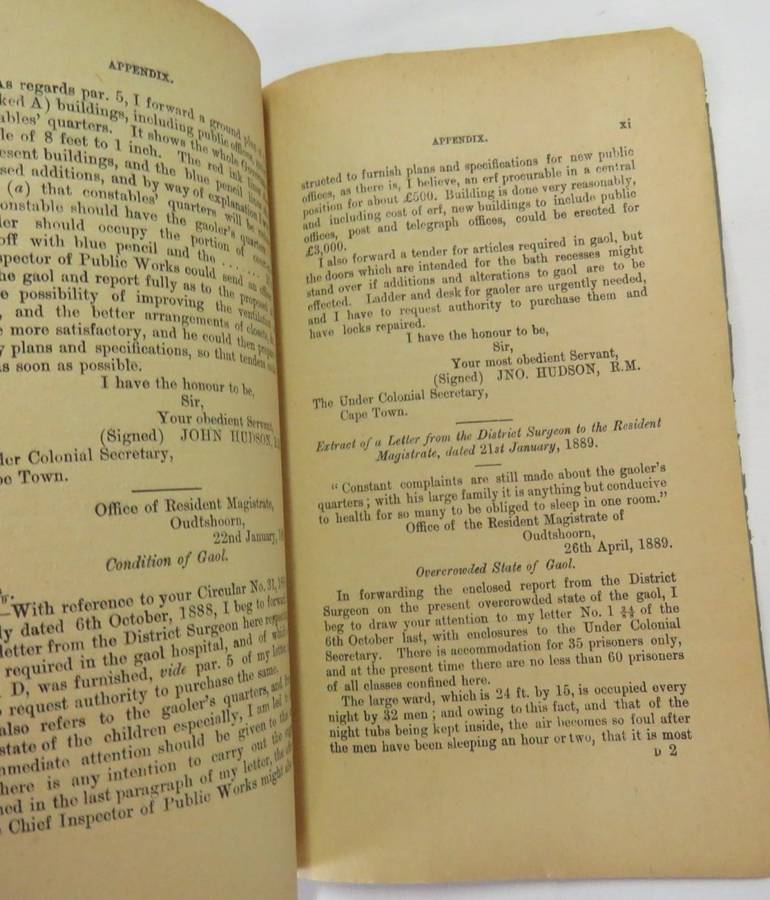 APPENDIX.
As regards par. 5, I forward a ground plan
A) buildings, including public offices,
quarters. It shows the whole
of 8 feet to 1 inch. The red ink
buildings, and the blue pencil
additions, and by way of explanation I
(a) that constables' quarters will be
should have the gaoler's quarters
should occupy the portion of
off with blue pencil and the . . . . . .
of Public Works could send an
the gaol and report fully as to the proposed
possibility of improving the ventilation
, and the better arrangements of closets,
more satisfactory, and he could then
plans and specifications, so that tenders
as soon as possible.
I have the honour to be,
Sir,
Your obedient Servant,
(Signed) JOHN HUDSON,
Colonial Secretary,
Town.
Office of Resident Magistrate,
Oudtshoorn,
22nd January,
Condition of Gaol.
—With reference to your Circular No. 31,
dated 6th October, 1888, I beg to forward
letter from the District Surgeon here
required in the gaol hospital, and of which
D, was furnished, vide par. 5 of my letter
request authority to purchase the same.
also refers to the gaoler's quarters, and
state of the children especially, I am led
immediate attention should be given to
there is any intention to carry out the
in the last paragraph of my letter, the
Chief Inspector of Public Works might
APPENDIX. xi
structed to furnish plans and specifications for new public
offices, as there is, I believe, an erf procurable in a central
position for about £500. Building is done very reasonably,
and including cost of erf, new buildings to include public
offices, post and telegraph offices, could be erected for
£3,000.
I also forward a tender for articles required in gaol, but
the doors which are intended for the bath recesses might
stand over if additions and alterations to gaol are to be
effected. Ladder and desk for gaoler are urgently needed,
and I have to request authority to purchase them and
have locks repaired.
I have the honour to be,
Sir,
Your most obedient Servant,
(Signed) JNO. HUDSON, R.M.
The Under Colonial Secretary,
Cape Town.
Extract of a Letter from the District Surgeon to the Resident
Magistrate, dated 21st January, 1889.
"Constant complaints are still made about the gaoler's
quarters; with his large family it is anything but conducive
to health for so many to be obliged to sleep in one room."
Office of the Resident Magistrate of
Oudtshoorn,
26th April, 1889.
Overcrowded State of Gaol.
In forwarding the enclosed report from the District
Surgeon on the present overcrowded state of the gaol, I
beg to draw your attention to my letter No. 1 of the
6th October last, with enclosures to the Under Colonial
Secretary. There is accommodation for 35 prisoners only,
and at the present time there are no less than 60 prisoners
of all classes confined here.
The large ward, which is 24 ft. by 15, is occupied every
night by 32 men; and owing to this fact, and that of the
night tubs being kept inside, the air becomes so foul after
the men have been sleeping an hour or two, that it is most
D 2